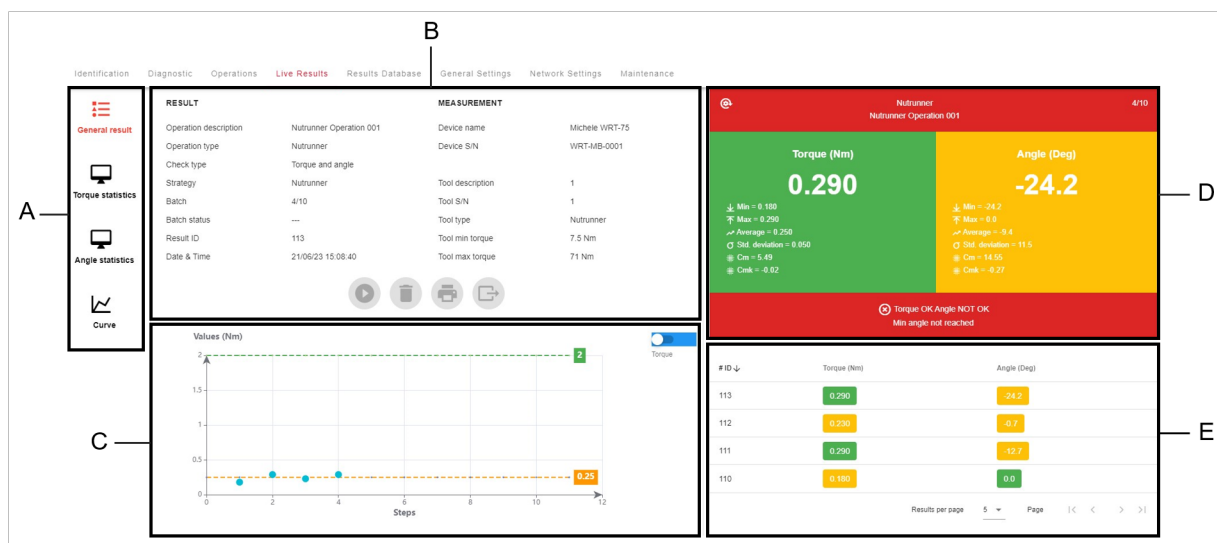 B
Identification Diagnostic Operations Live Results Results Database General Settings Network Settings Maintenance
A
General result
Torque statistics
Angle statistics
Curve
RESULT MEASUREMENT
Operation description Nutrunner Operation 001 Device name Michele WRT-75
Operation type Nutrunner Device S/N WRT-MB-0001
Check type Torque and angle
Strategy Nutrunner Tool description 1
Batch 4/10 Tool S/N 1
Batch status --- Tool type Nutrunner
Result ID 113 Tool min torque 7.5 Nm
Date & Time 21/06/23 15:08:40 Tool max torque 71 Nm
C
Values (Nm)
Torque
2
2
1.5
1
0.5
0.25
0
0 2 4 6 8 10 12
Steps
D
Nutrunner 4/10
Nutrunner Operation 001
Torque (Nm) Angle (Deg)
0.290 -24.2
Min = 0.180 Min = -24.2
Max = 0.290 Max = 0.0
Average = 0.250 Average = -9.4
Std. deviation = 0.050 Std. deviation = 11.5
Cm = 5.49 Cm = 14.55
Cmk = -0.02 Cmk = -0.27
Torque OK Angle NOT OK
Min angle not reached
E
# ID Torque (Nm) Angle (Deg)
113 0.290 -24.2
112 0.230 -0.7
111 0.290 -12.7
110 0.180 0.0
Results per page 5 Page